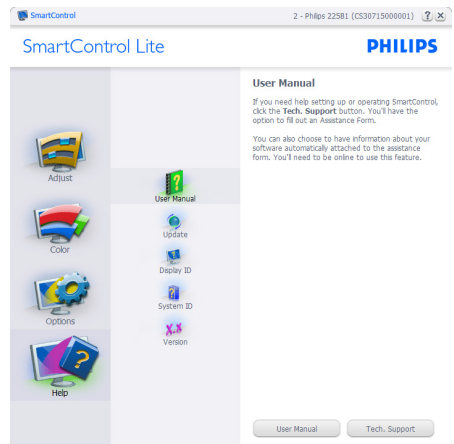 SmartControl
2 - Philips 225B1 (CS30715000001) ? X
SmartControl Lite
PHILIPS
Adjust
Color
Options
Help
User Manual
Update
Display ID
System ID
X.X
Version
User Manual
If you need help setting up or operating SmartControl,
click the Tech. Support button. You'll have the
option to fill out an Assistance Form.
You can also choose to have information about your
software automatically attached to the assistance
form. You'll need to be online to use this feature.
User Manual
Tech. Support